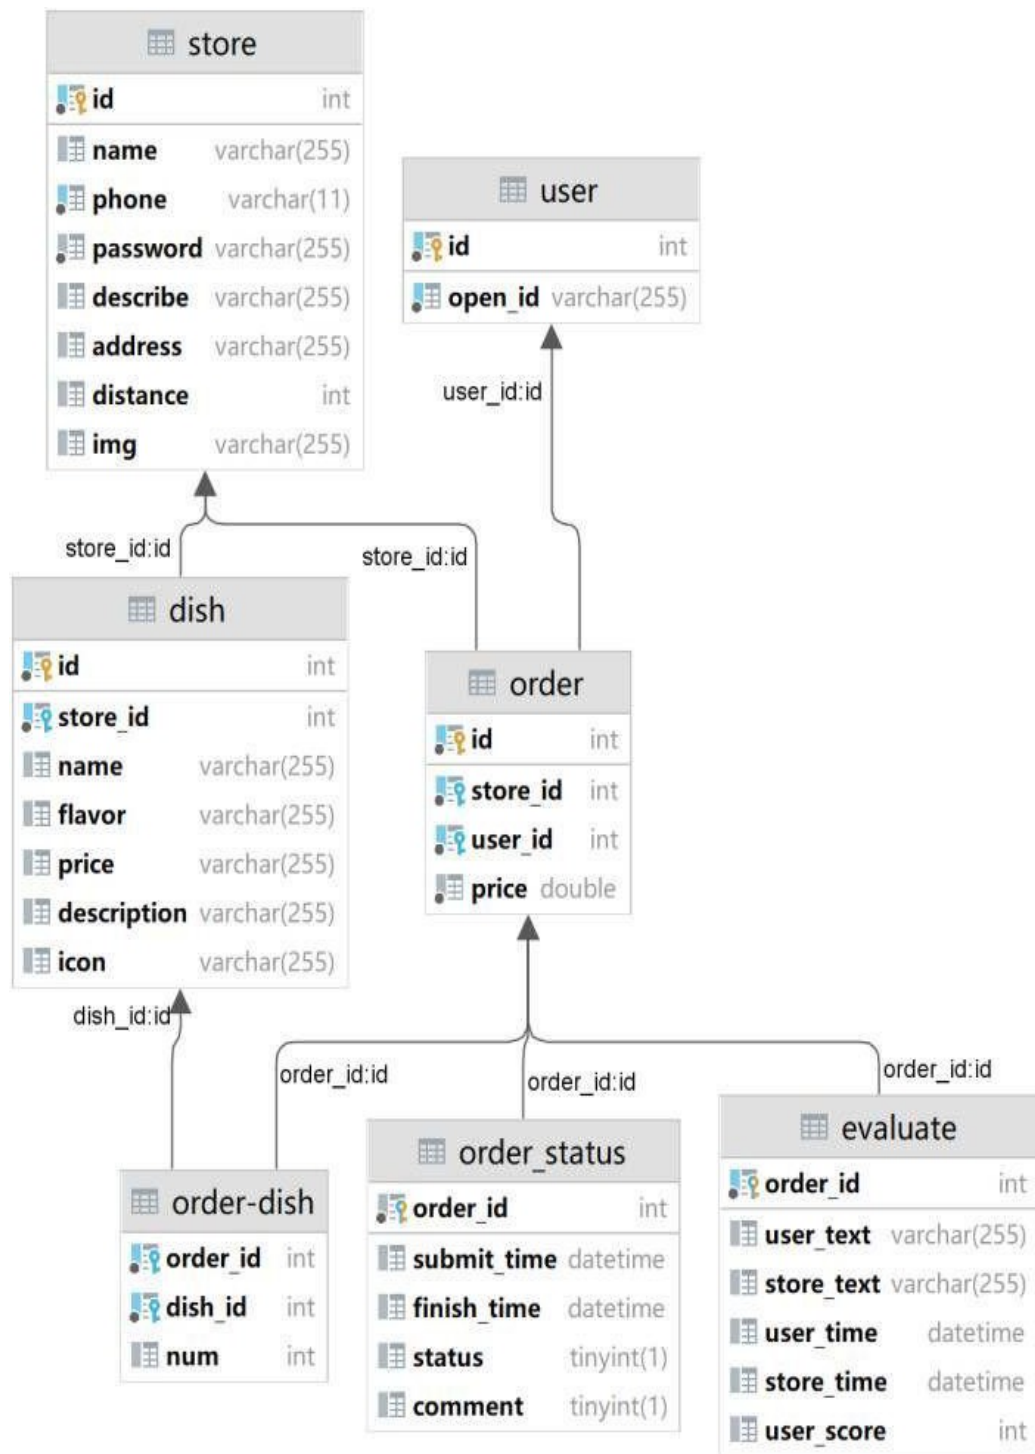 store
id int
name varchar(255)
phone varchar(11)
password varchar(255)
describe varchar(255)
address varchar(255)
distance int
img varchar(255)
user
id int
open_id varchar(255)
user_id:id
store_id:id
store_id:id
dish
id int
store_id int
name varchar(255)
flavor varchar(255)
price varchar(255)
description varchar(255)
icon varchar(255)
order
id int
store_id int
user_id int
price double
dish_id:id
order_id:id
order_id:id
order_id:id
order-dish
order_id int
dish_id int
num int
order_status
order_id int
submit_time datetime
finish_time datetime
status tinyint(1)
comment tinyint(1)
evaluate
order_id int
user_text varchar(255)
store_text varchar(255)
user_time datetime
store_time datetime
user_score int